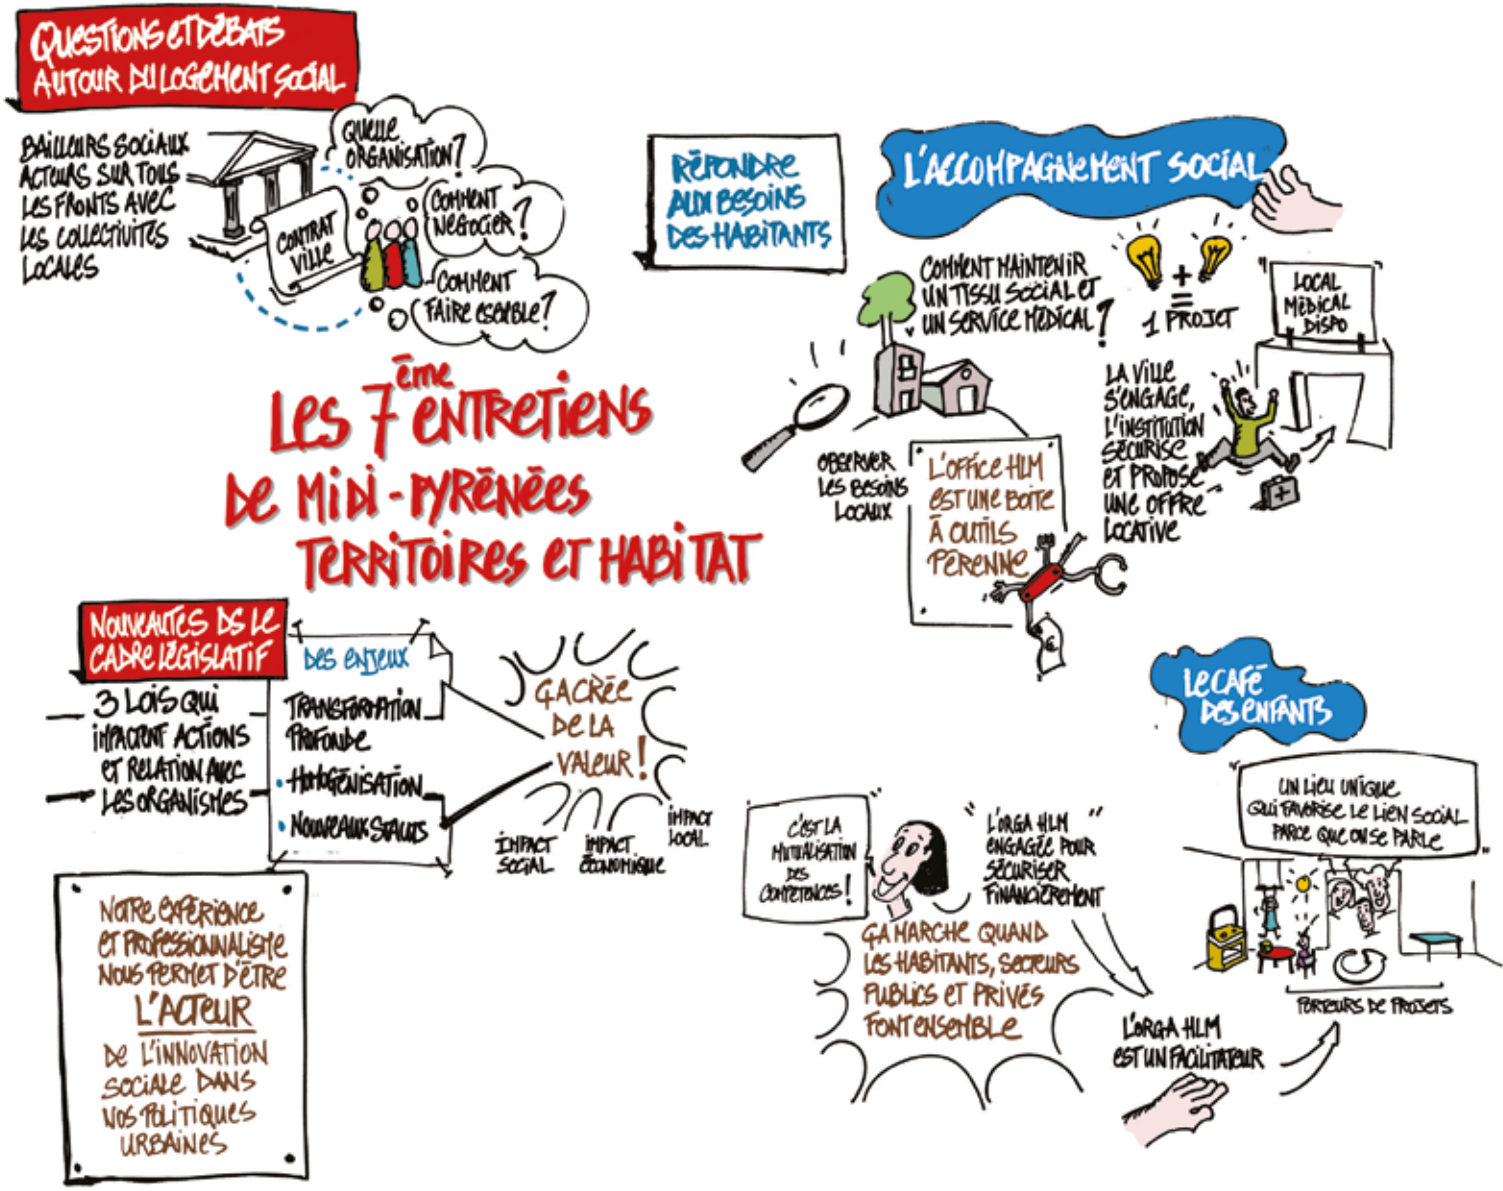 QUESTIONS ET DÉBATS
AUTOUR DU LOGEMENT SOCIAL
BAILLEURS SOCIAUX
ACTEURS SUR TOUS
LES FRONTS AVEC
LES COLLECTIVITÉS
LOCALES
CONTRAT
VILLE
QUELLE
ORGANISATION ?
COMMENT
NÉGOCIER ?
COMMENT
FAIRE ESEMBLE ?
LES 7ème ENTRETIENS
DE MIDI-PYRÉNÉES
TERRITOIRES ET HABITAT
RÉPONDRE
AUX BESOINS
DES HABITANTS
L'ACCOMPAGNEMENT SOCIAL
COMMENT MAINTENIR
UN TISSU SOCIAL ET
UN SERVICE MÉDICAL ?
+
=
1 PROJET
LOCAL
MÉDICAL
DISPO
LA VILLE
S'ENGAGE,
L'INSTITUTION
SÉCURISE
ET PROPOSE
UNE OFFRE
LOCATIVE
OBSERVER
LES BESOINS
LOCAUX
L'OFFICE HLM
EST UNE BOITE
À OUTILS
PÉRENNE
€
NOUVEAUTÉS DS LE
CADRE LÉGISLATIF
3 LOIS QUI
IMPACTENT ACTIONS
ET RELATION AVEC
LES ORGANISMES
DES ENJEUX
TRANSFORMATION
PROFONDE
• HOMOGÉNISATION
• NOUVEAUX STATUTS
ÇA CRÉE
DE LA
VALEUR !
IMPACT
SOCIAL
IMPACT
ÉCONOMIQUE
IMPACT
LOCAL
NOTRE EXPÉRIENCE
ET PROFESSIONNALISME
NOUS PERMET D'ÊTRE
L'ACTEUR
DE L'INNOVATION
SOCIALE DANS
NOS POLITIQUES
URBAINES
C'EST LA
MUTUALISATION
DES
COMPÉTENCES !
"L'ORGA HLM"
ENGAGÉE POUR
SÉCURISER
FINANCIÈREMENT
ÇA MARCHE QUAND
LES HABITANTS, SECTEURS
PUBLICS ET PRIVÉS
FONT ENSEMBLE
L'ORGA HLM
EST UN FACILITATEUR
LE CAFÉ
DES ENFANTS
UN LIEU UNIQUE
QUI FAVORISE LE LIEN SOCIAL
PARCE QUE ON SE PARLE
PORTEURS DE PROJETS